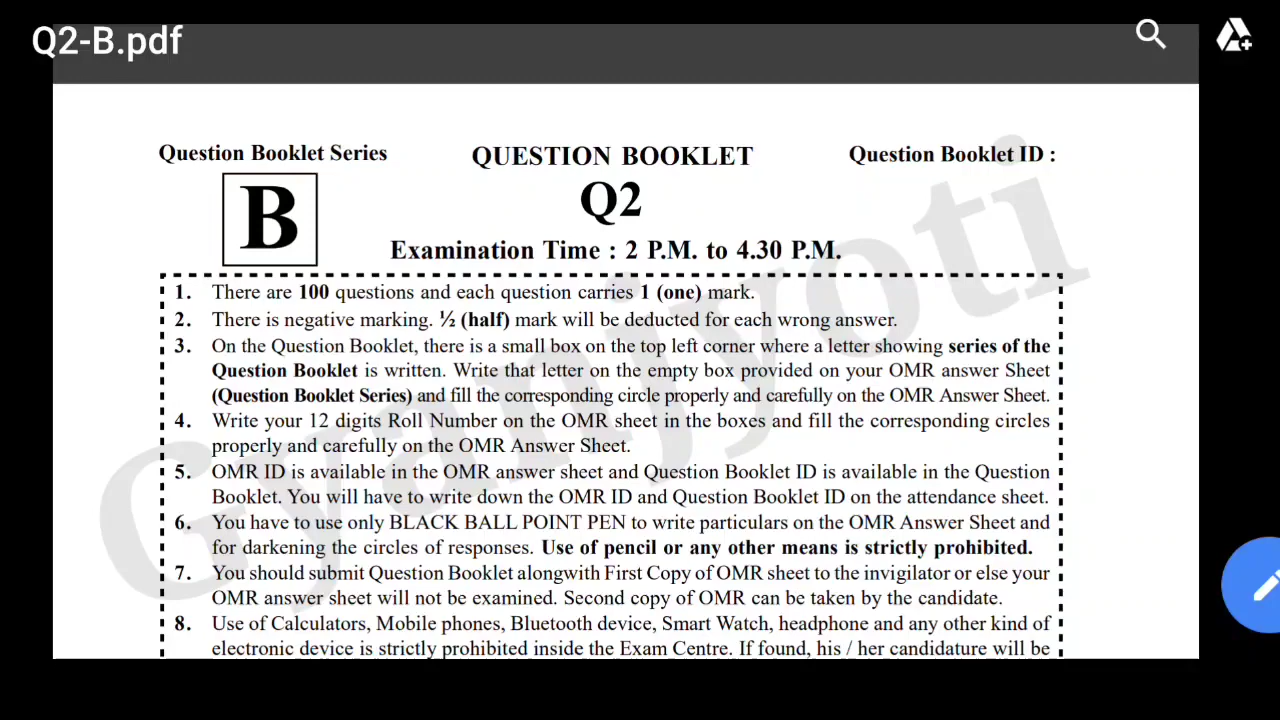 Q2-B.pdf
Question Booklet Series
QUESTION BOOKLET
Question Booklet ID :
B
Q2
Examination Time : 2 P.M. to 4.30 P.M.
1. There are 100 questions and each question carries 1 (one) mark.
2. There is negative marking. ½ (half) mark will be deducted for each wrong answer.
3. On the Question Booklet, there is a small box on the top left corner where a letter showing series of the
Question Booklet is written. Write that letter on the empty box provided on your OMR answer Sheet
(Question Booklet Series) and fill the corresponding circle properly and carefully on the OMR Answer Sheet.
4. Write your 12 digits Roll Number on the OMR sheet in the boxes and fill the corresponding circles
properly and carefully on the OMR Answer Sheet.
5. OMR ID is available in the OMR answer sheet and Question Booklet ID is available in the Question
Booklet. You will have to write down the OMR ID and Question Booklet ID on the attendance sheet.
6. You have to use only BLACK BALL POINT PEN to write particulars on the OMR Answer Sheet and
for darkening the circles of responses. Use of pencil or any other means is strictly prohibited.
7. You should submit Question Booklet alongwith First Copy of OMR sheet to the invigilator or else your
OMR answer sheet will not be examined. Second copy of OMR can be taken by the candidate.
8. Use of Calculators, Mobile phones, Bluetooth device, Smart Watch, headphone and any other kind of
electronic device is strictly prohibited inside the Exam Centre. If found, his / her candidature will be
Gyanjyoti